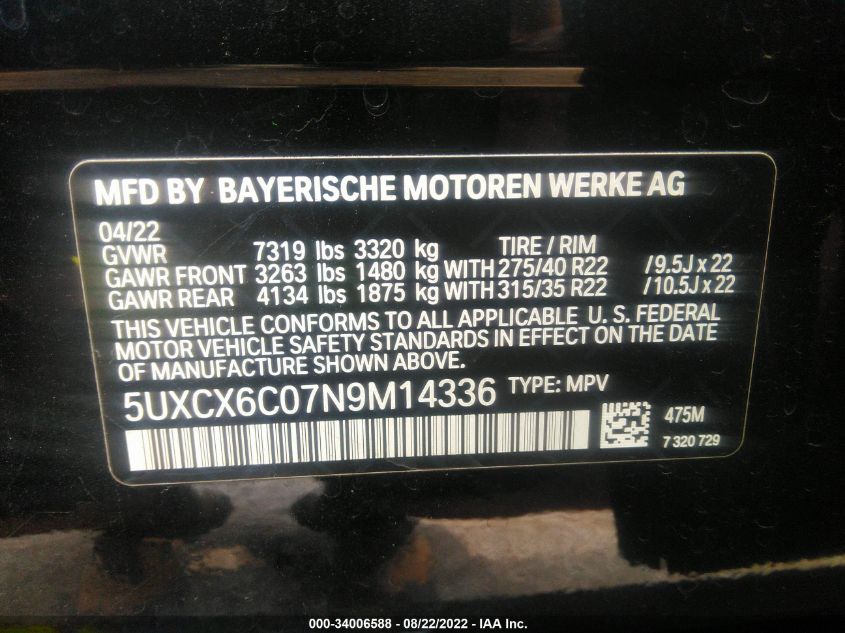 MFD BY BAYERISCHE MOTOREN WERKE AG
04/22
GVWR 7319 lbs 3320 kg TIRE / RIM
GAWR FRONT 3263 lbs 1480 kg WITH 275/40 R22 /9.5J x 22
GAWR REAR 4134 lbs 1875 kg WITH 315/35 R22 /10.5J x 22
THIS VEHICLE CONFORMS TO ALL APPLICABLE U. S. FEDERAL
MOTOR VEHICLE SAFETY STANDARDS IN EFFECT ON THE DATE
OF MANUFACTURE SHOWN ABOVE.
5UXCX6C07N9M14336 TYPE: MPV
475M
7 320 729
000-34006588 - 08/22/2022 - IAA Inc.